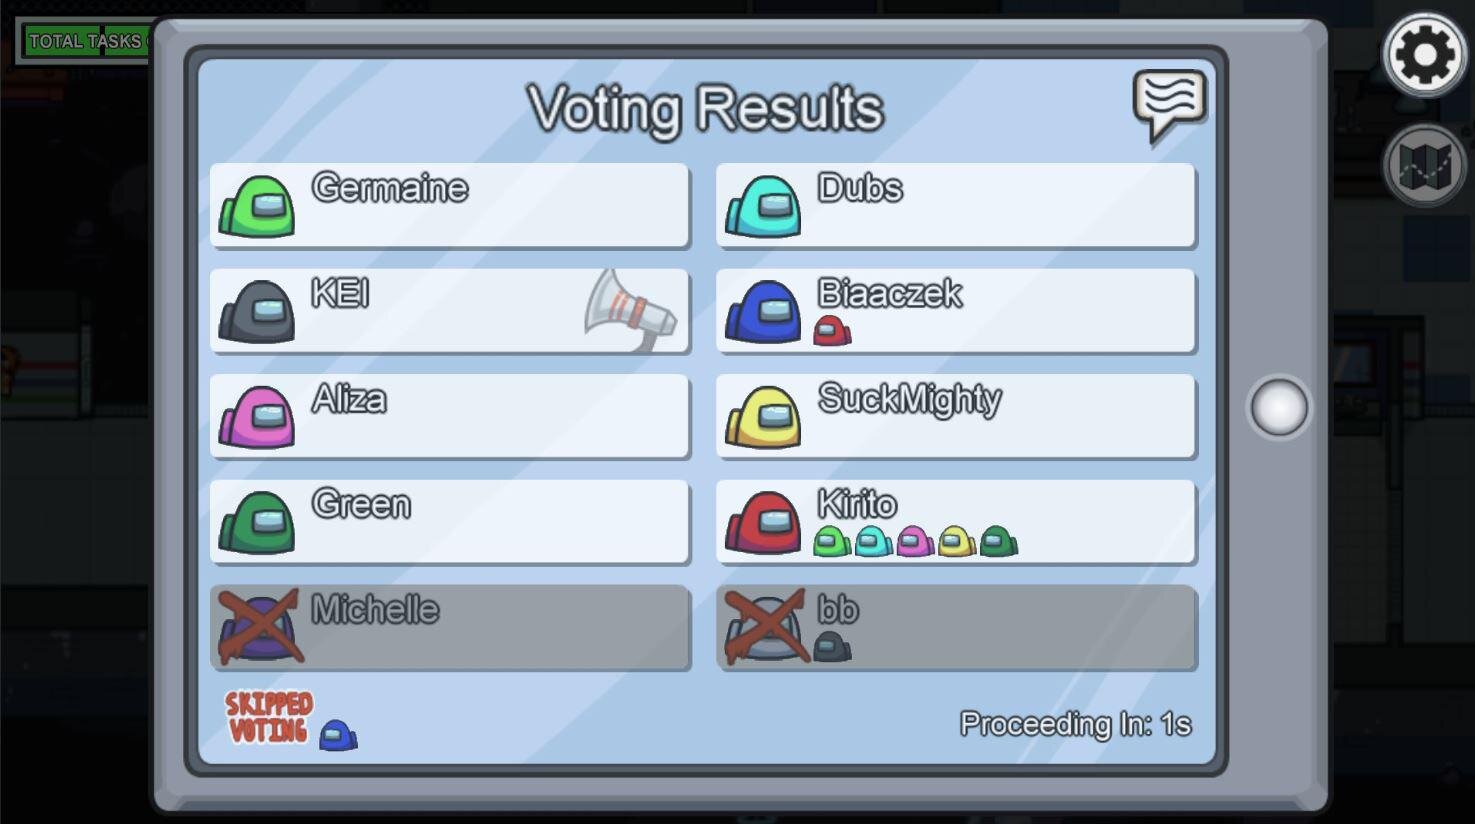 TOTAL TASKS
Voting Results
Germaine
Dubs
KEI
Biaaczek
Aliza
SuckMighty
Green
Kirito
Michelle
bb
SKIPPED
VOTING
Proceeding In: 1s